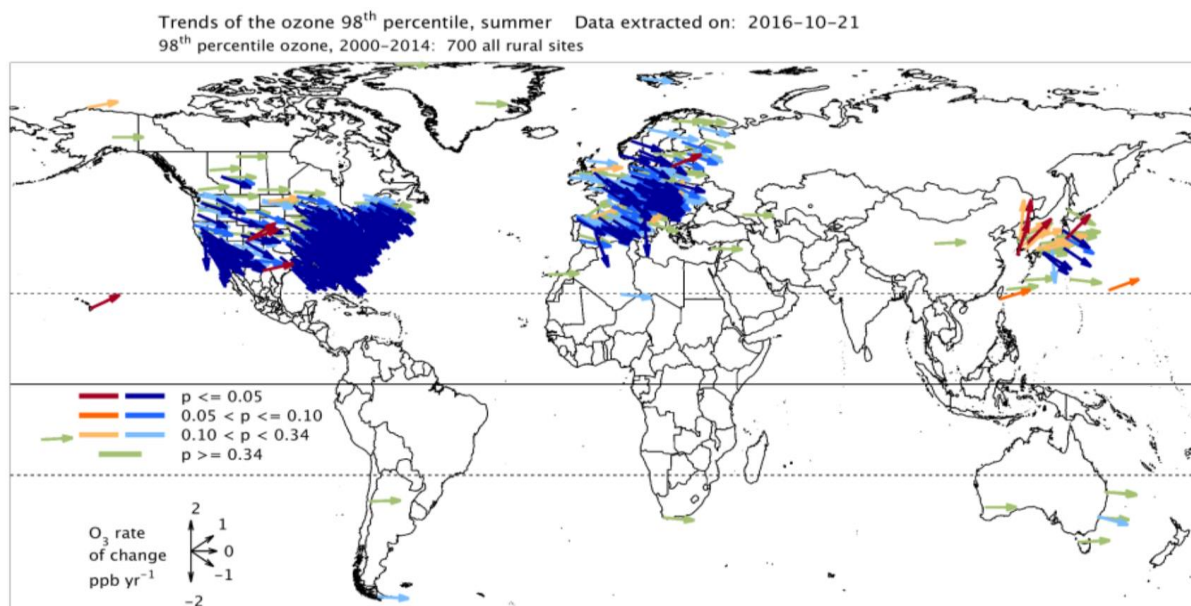 Trends of the ozone 98th percentile, summer Data extracted on: 2016-10-21
98th percentile ozone, 2000-2014: 700 all rural sites
p <= 0.05
0.05 < p <= 0.10
0.10 < p < 0.34
p >= 0.34
O3 rate
of change
ppb yr−1
2
1
0
-1
-2